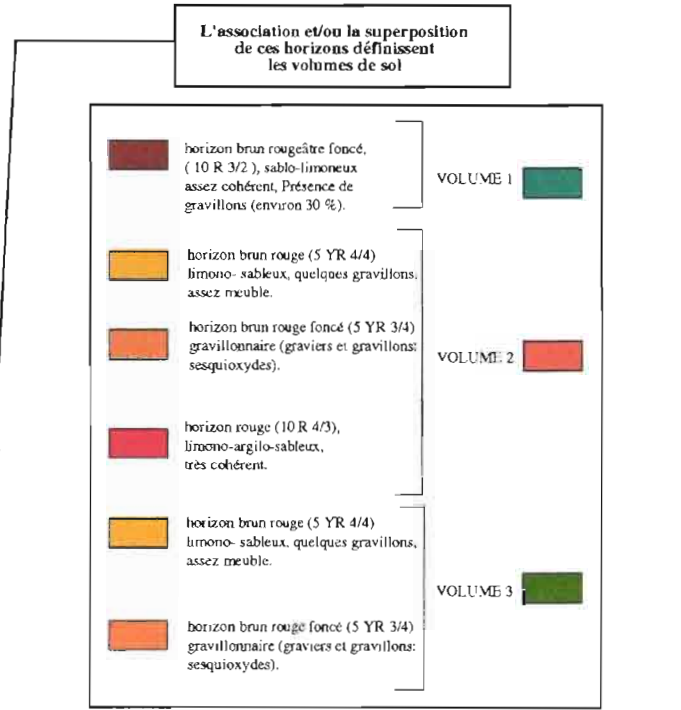 L'association et/ou la superposition
de ces horizons définissent
les volumes de sol
horizon brun rougeâtre foncé,
( 10 R 3/2 ), sablo-limoneux
assez cohérent, Présence de
gravillons (environ 30 %).
VOLUME 1
horizon brun rouge (5 YR 4/4)
limono- sableux, quelques gravillons,
assez meuble.
horizon brun rouge foncé (5 YR 3/4)
gravillonnaire (graviers et gravillons:
sesquioxydes).
VOLUME 2
horizon rouge (10 R 4/3),
limono-argilo-sableux,
très cohérent.
horizon brun rouge (5 YR 4/4)
limono- sableux, quelques gravillons,
assez meuble.
VOLUME 3
horizon brun rouge foncé (5 YR 3/4)
gravillonnaire (graviers et gravillons:
sesquioxydes).